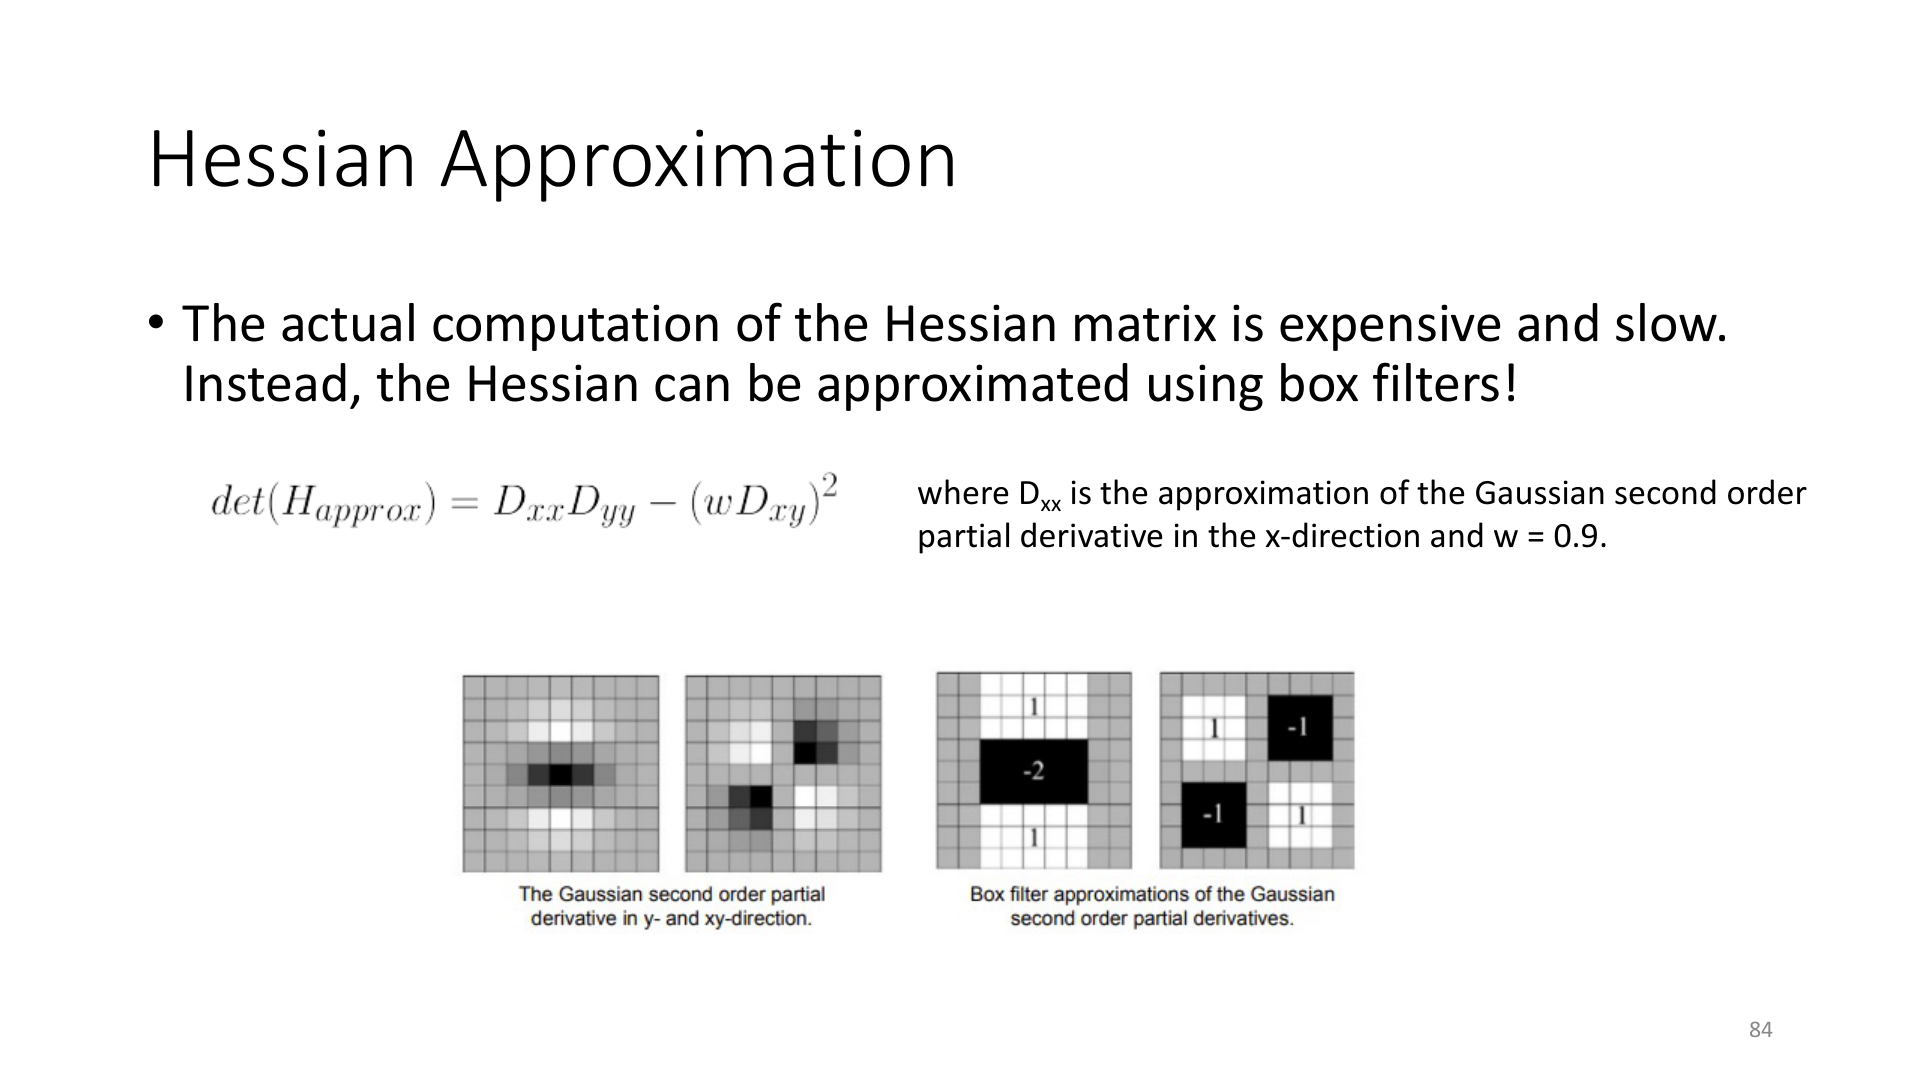 Hessian Approximation
• The actual computation of the Hessian matrix is expensive and slow.
Instead, the Hessian can be approximated using box filters!
det(H_{approx}) = D_{xx}D_{yy} − (wD_{xy})^2
where D_{xx} is the approximation of the Gaussian second order
partial derivative in the x-direction and w = 0.9.
1
-2
1
1
-1
-1
1
The Gaussian second order partial
derivative in y- and xy-direction.
Box filter approximations of the Gaussian
second order partial derivatives.
84